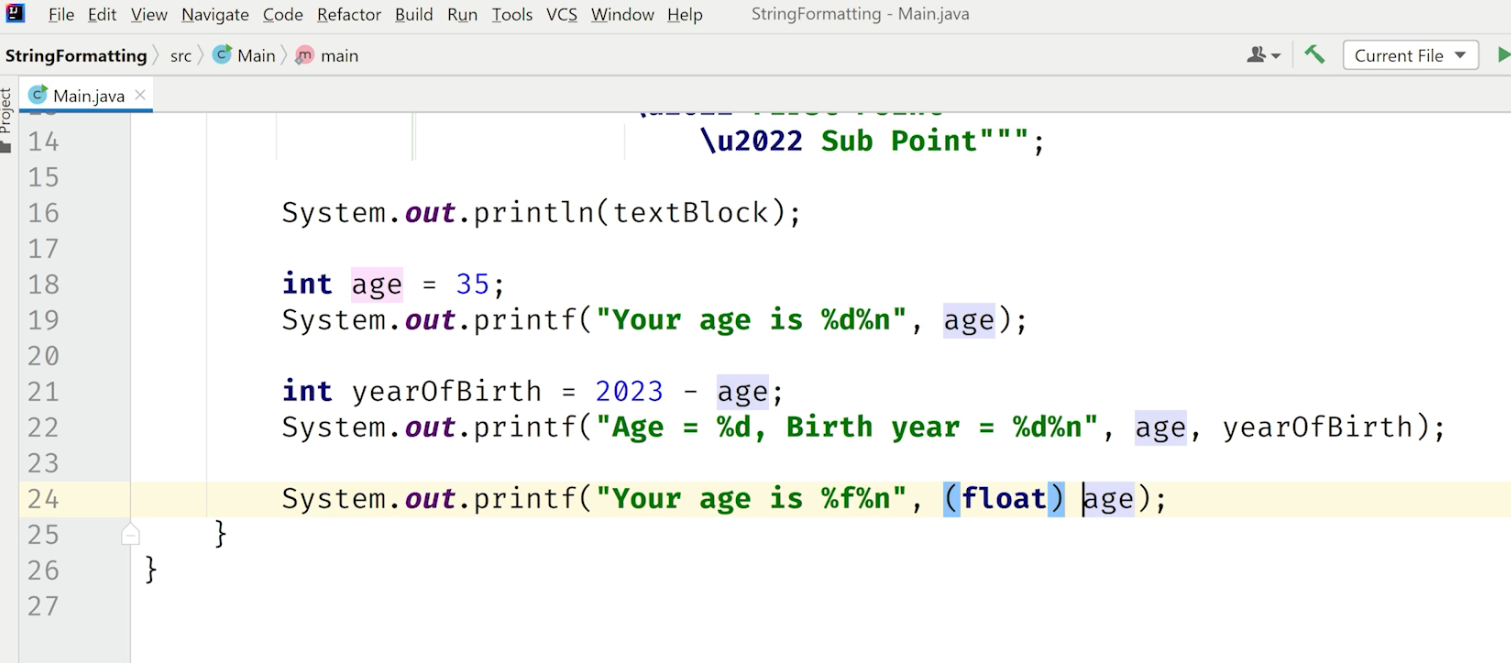 File Edit View Navigate Code Refactor Build Run Tools VCS Window Help StringFormatting - Main.java
StringFormatting src Main main Current File
Project
Main.java
14 \u2022 Sub Point""";
15
16 System.out.println(textBlock);
17
18 int age = 35;
19 System.out.printf("Your age is %d%n", age);
20
21 int yearOfBirth = 2023 - age;
22 System.out.printf("Age = %d, Birth year = %d%n", age, yearOfBirth);
23
24 System.out.printf("Your age is %f%n", (float) age);
25 }
26 }
27